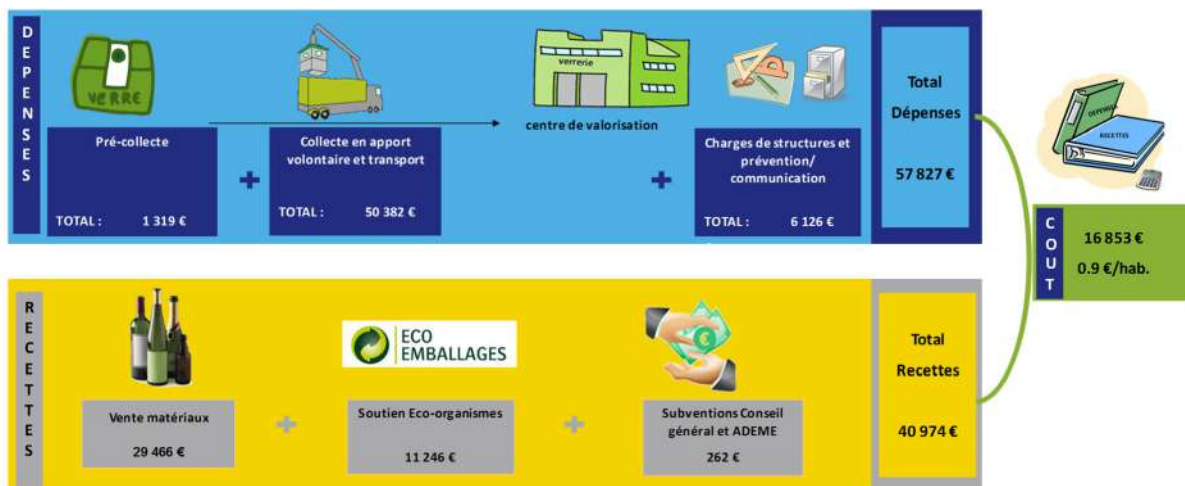 DEPENSES
VERRE
verrerie
centre de valorisation
Pré-collecte
TOTAL : 1 319 €
+
Collecte en apport
volontaire et transport
TOTAL : 50 382 €
+
Charges de structures et
prévention/
communication
TOTAL : 6 126 €
Total
Dépenses
57 827 €
DEPENSES
RECETTES
COUT
16 853 €
0.9 €/hab.
RECETTES
ECO
EMBALLAGES
€
Vente matériaux
29 466 €
+
Soutien Eco-organismes
11 246 €
+
Subventions Conseil
général et ADEME
262 €
Total
Recettes
40 974 €